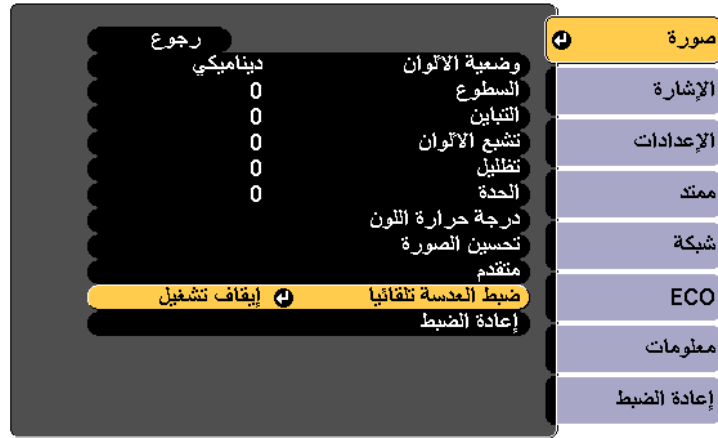 صورة
الإشارة
الإعدادات
ممتد
شبكة
ECO
معلومات
إعادة الضبط
رجوع
وضعية الألوان ديناميكي
السطوع 0
التباين 0
تشبع الألوان 0
تظليل 0
الحدة 0
درجة حرارة اللون
تحسين الصورة
متقدم
ضبط العدسة تلقائيا إيقاف تشغيل
إعادة الضبط